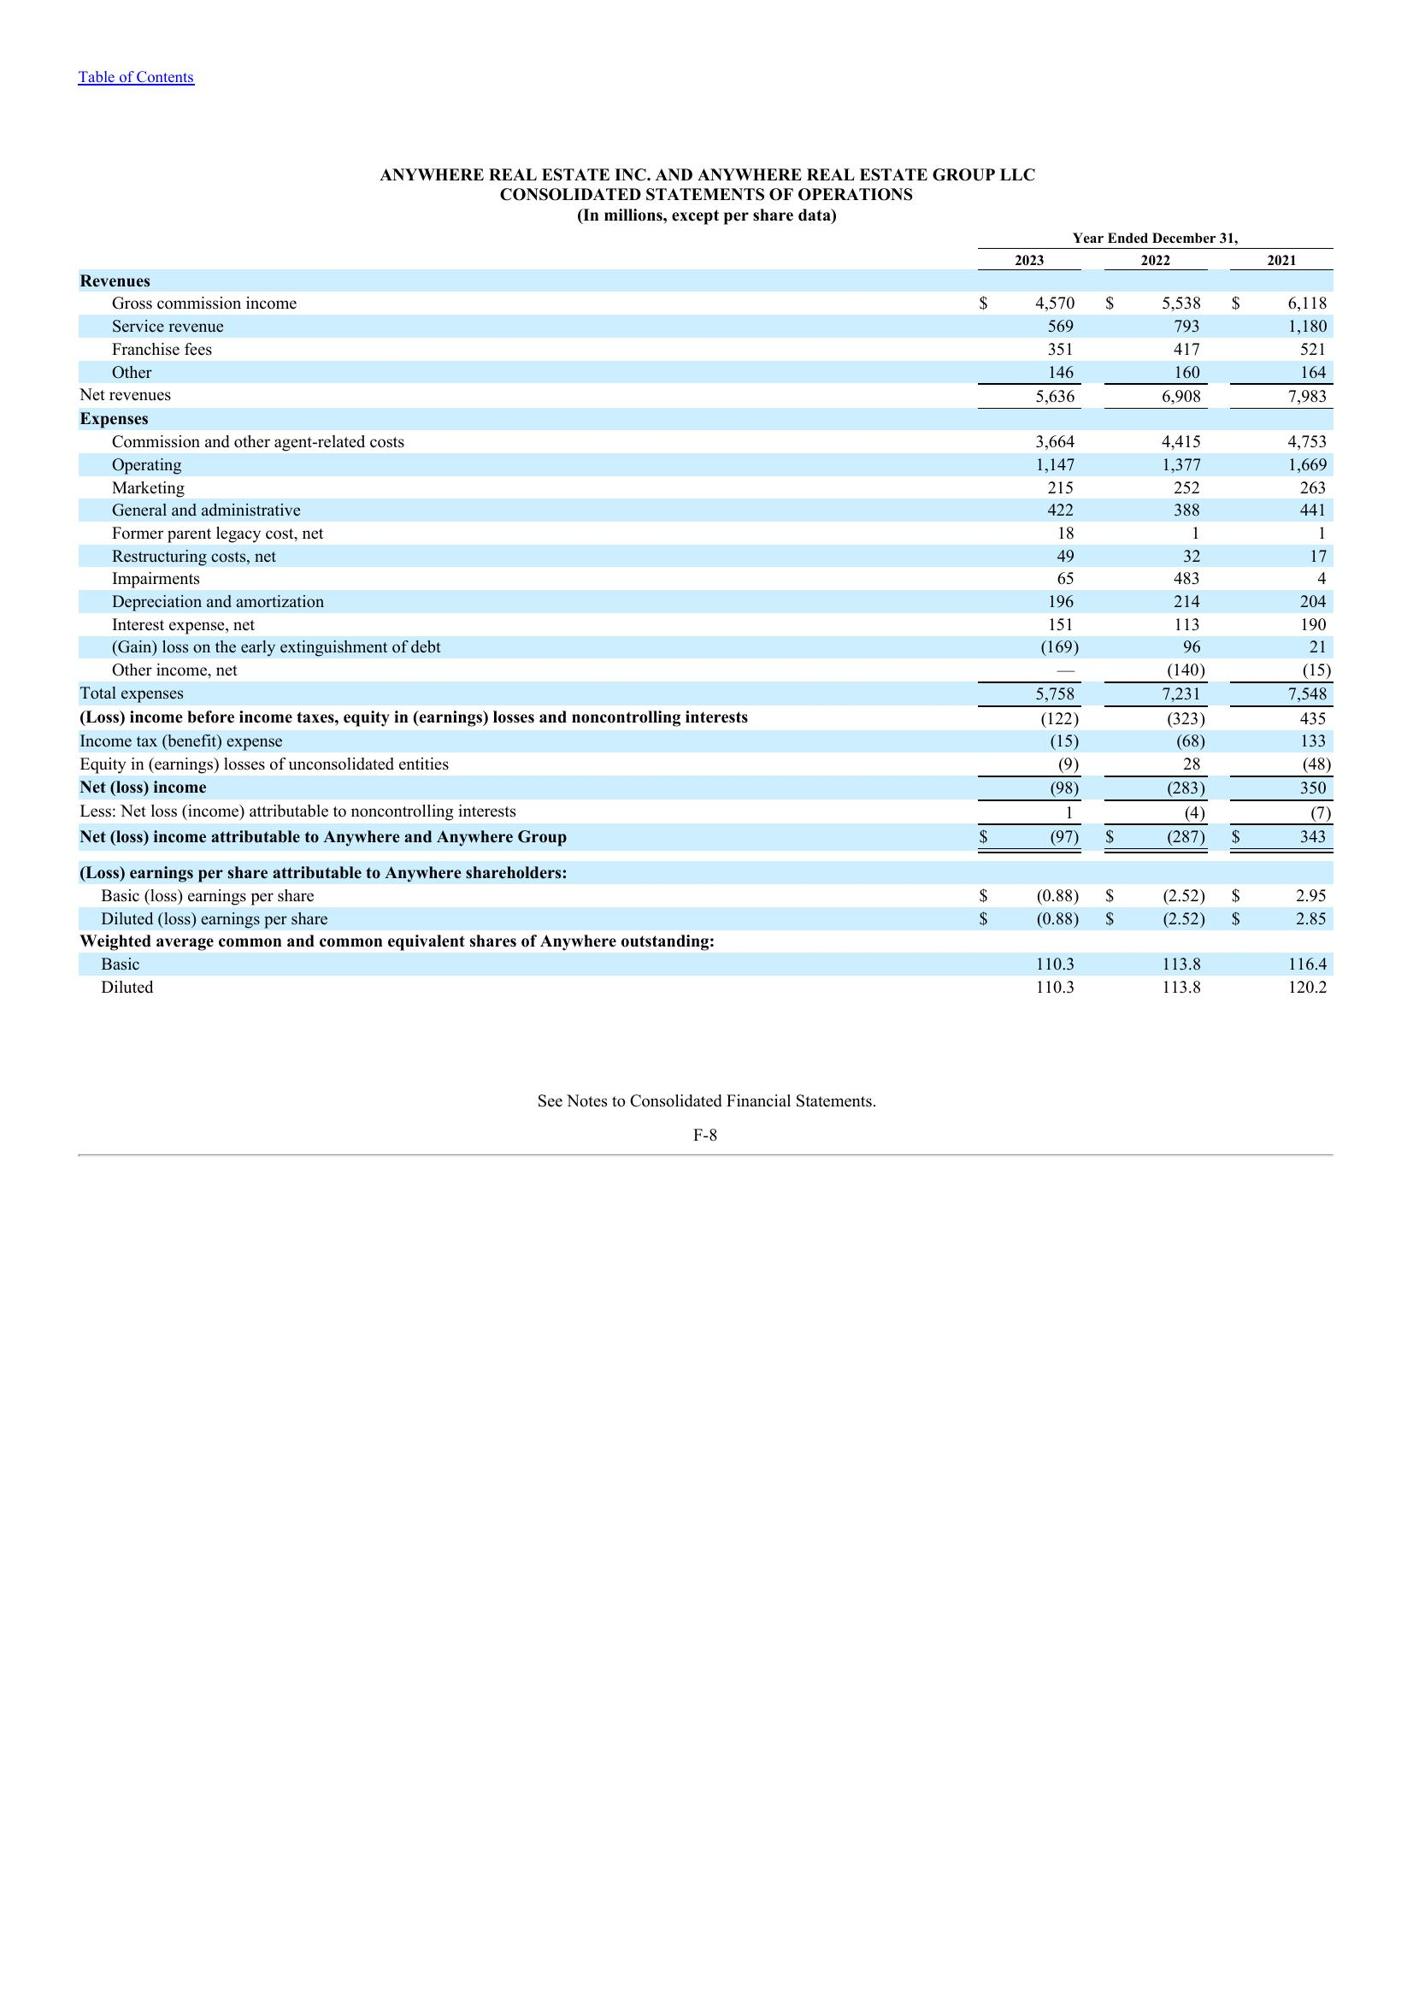 Table of Contents
ANYWHERE REAL ESTATE INC. AND ANYWHERE REAL ESTATE GROUP LLC
CONSOLIDATED STATEMENTS OF OPERATIONS
(In millions, except per share data)
Year Ended December 31,
2023 2022 2021
Revenues
Gross commission income $ 4,570 $ 5,538 $ 6,118
Service revenue 569 793 1,180
Franchise fees 351 417 521
Other 146 160 164
Net revenues 5,636 6,908 7,983
Expenses
Commission and other agent-related costs 3,664 4,415 4,753
Operating 1,147 1,377 1,669
Marketing 215 252 263
General and administrative 422 388 441
Former parent legacy cost, net 18 1 1
Restructuring costs, net 49 32 17
Impairments 65 483 4
Depreciation and amortization 196 214 204
Interest expense, net 151 113 190
(Gain) loss on the early extinguishment of debt (169) 96 21
Other income, net — (140) (15)
Total expenses 5,758 7,231 7,548
(Loss) income before income taxes, equity in (earnings) losses and noncontrolling interests (122) (323) 435
Income tax (benefit) expense (15) (68) 133
Equity in (earnings) losses of unconsolidated entities (9) 28 (48)
Net (loss) income (98) (283) 350
Less: Net loss (income) attributable to noncontrolling interests 1 (4) (7)
Net (loss) income attributable to Anywhere and Anywhere Group $ (97) $ (287) $ 343
(Loss) earnings per share attributable to Anywhere shareholders:
Basic (loss) earnings per share $ (0.88) $ (2.52) $ 2.95
Diluted (loss) earnings per share $ (0.88) $ (2.52) $ 2.85
Weighted average common and common equivalent shares of Anywhere outstanding:
Basic 110.3 113.8 116.4
Diluted 110.3 113.8 120.2
See Notes to Consolidated Financial Statements.
F-8